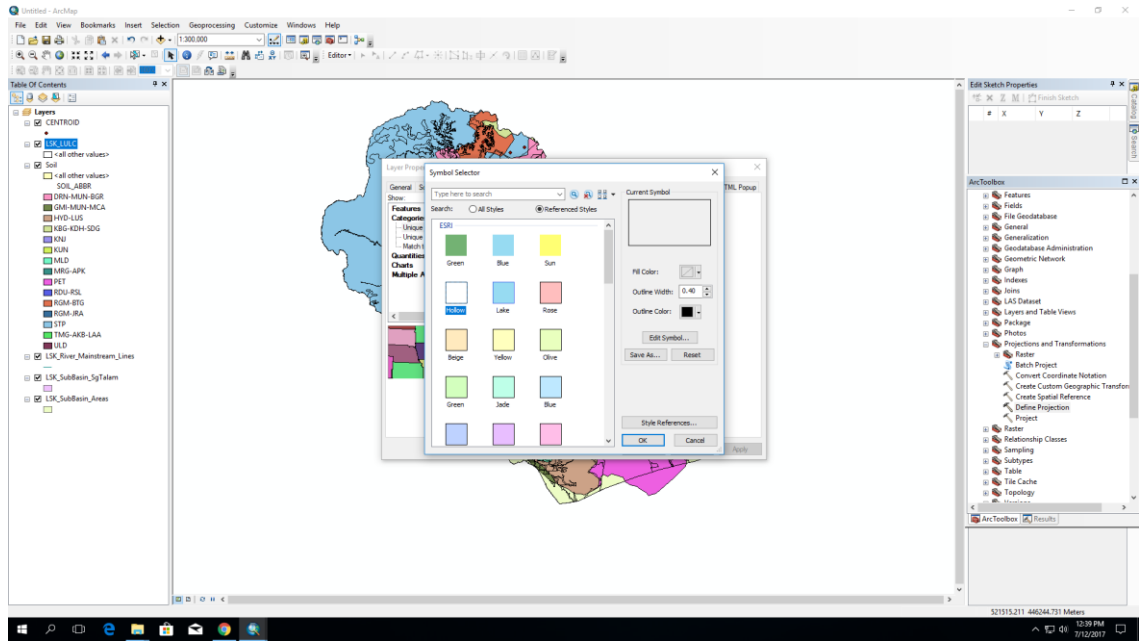 Untitled - ArcMap
File Edit View Bookmarks Insert Selection Geoprocessing Customize Windows Help
1:300,000
Editor
Table Of Contents
Layers
CENTROID
LSK_LULC
<all other values>
Soil
<all other values>
SOIL_ABBR
DRN-MUN-BGR
GMI-MUN-MCA
HYD-LUS
KBG-KDH-SDG
KNJ
KUN
MLD
MRG-APK
PET
RDU-RSL
RGM-BTG
RGM-JRA
STP
TMG-AKB-LAA
ULD
LSK_River_Mainstream_Lines
LSK_SubBasin_SgTalam
LSK_SubBasin_Areas
Layer Prope
General
Show:
Features
Categorie
Unique
Unique
Match t
Quantities
Charts
Multiple A
TML Popup
Apply
Symbol Selector
Type here to search
Search: All Styles Referenced Styles
ESRI
Green Blue Sun
Hollow Lake Rose
Beige Yellow Olive
Green Jade Blue
Current Symbol
Fill Color:
Outline Width: 0.40
Outline Color:
Edit Symbol...
Save As... Reset
Style References...
OK Cancel
Edit Sketch Properties
Finish Sketch
# X Y Z
Catalog
Search
ArcToolbox
Features
Fields
File Geodatabase
General
Generalization
Geodatabase Administration
Geometric Network
Graph
Indexes
Joins
LAS Dataset
Layers and Table Views
Package
Photos
Projections and Transformations
Raster
Batch Project
Convert Coordinate Notation
Create Custom Geographic Transfon
Create Spatial Reference
Define Projection
Project
Raster
Relationship Classes
Sampling
Subtypes
Table
Tile Cache
Topology
ArcToolbox Results
521515.211 446244.731 Meters
12:39 PM
7/12/2017